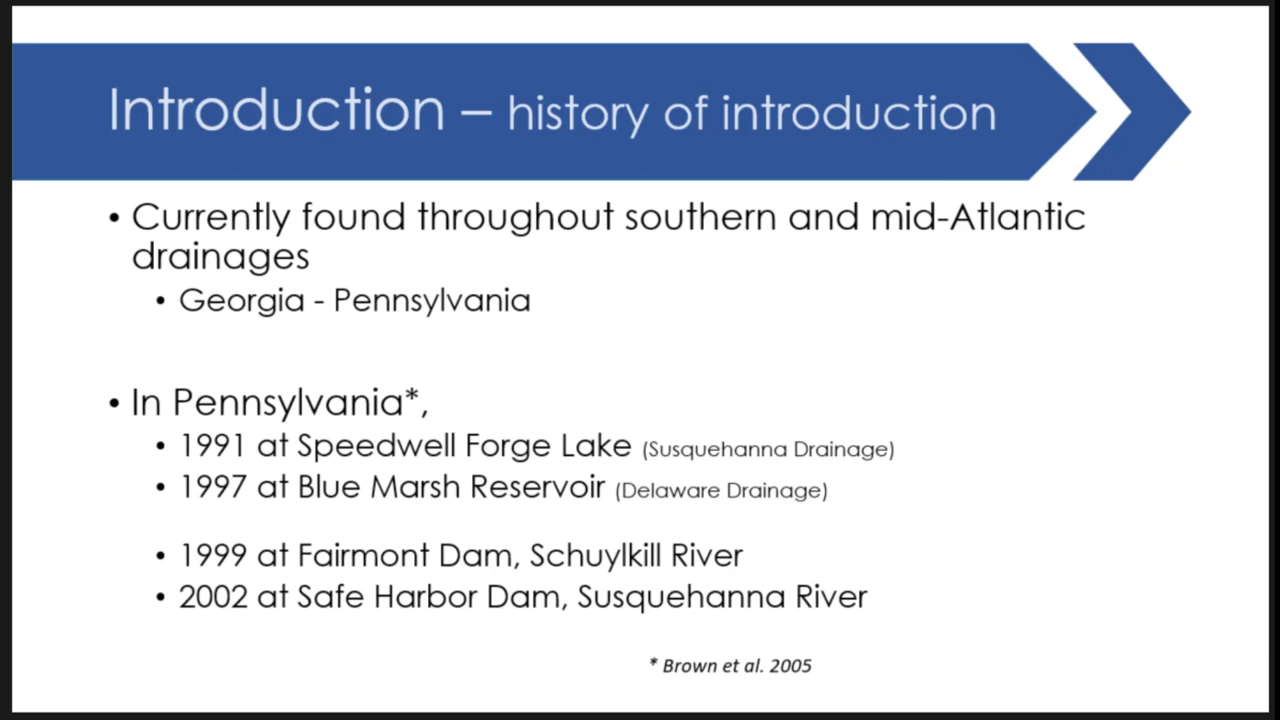 Introduction – history of introduction
• Currently found throughout southern and mid-Atlantic
drainages
• Georgia - Pennsylvania
• In Pennsylvania*,
• 1991 at Speedwell Forge Lake (Susquehanna Drainage)
• 1997 at Blue Marsh Reservoir (Delaware Drainage)
• 1999 at Fairmont Dam, Schuylkill River
• 2002 at Safe Harbor Dam, Susquehanna River
* Brown et al. 2005